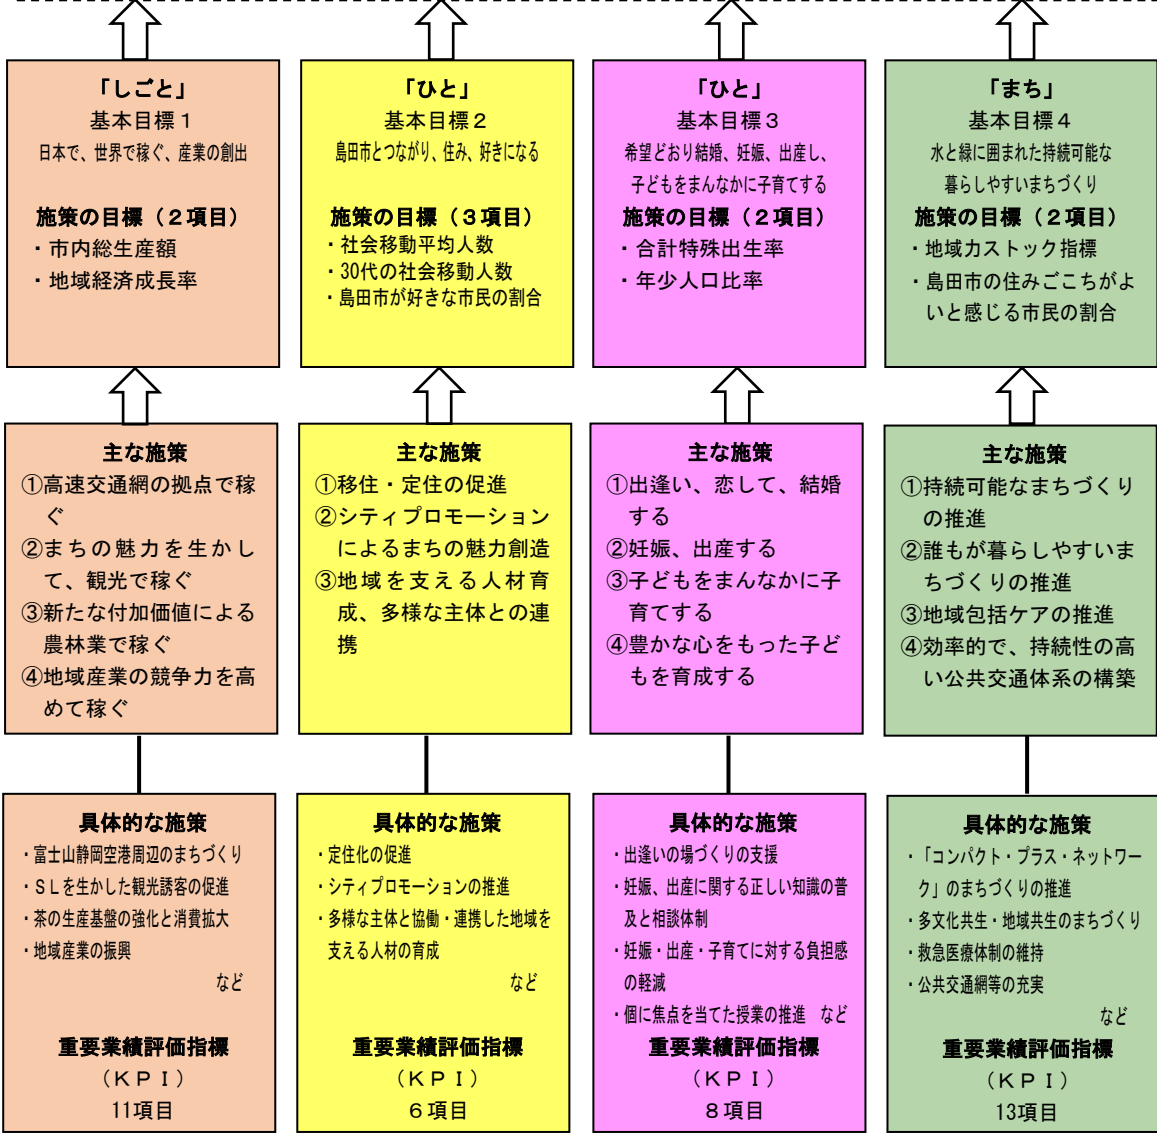 「しごと」
基本目標１
日本で、世界で稼ぐ、産業の創出
施策の目標（２項目）
・市内総生産額
・地域経済成長率
「ひと」
基本目標２
島田市とつながり、住み、好きになる
施策の目標（３項目）
・社会移動平均人数
・30代の社会移動人数
・島田市が好きな市民の割合
「ひと」
基本目標３
希望どおり結婚、妊娠、出産し、
子どもをまんなかに子育てする
施策の目標（２項目）
・合計特殊出生率
・年少人口比率
「まち」
基本目標４
水と緑に囲まれた持続可能な
暮らしやすいまちづくり
施策の目標（２項目）
・地域力ストック指標
・島田市の住みごこちがよ
いと感じる市民の割合
主な施策
①高速交通網の拠点で稼
ぐ
②まちの魅力を生かし
て、観光で稼ぐ
③新たな付加価値による
農林業で稼ぐ
④地域産業の競争力を高
めて稼ぐ
主な施策
①移住・定住の促進
②シティプロモーション
によるまちの魅力創造
③地域を支える人材育
成、多様な主体との連
携
主な施策
①出逢い、恋して、結婚
する
②妊娠、出産する
③子どもをまんなかに子
育てする
④豊かな心をもった子ど
もを育成する
主な施策
①持続可能なまちづくり
の推進
②誰もが暮らしやすいま
ちづくりの推進
③地域包括ケアの推進
④効率的で、持続性の高
い公共交通体系の構築
具体的な施策
・富士山静岡空港周辺のまちづくり
・ＳＬを生かした観光誘客の促進
・茶の生産基盤の強化と消費拡大
・地域産業の振興
など
重要業績評価指標
（ＫＰＩ）
11項目
具体的な施策
・定住化の促進
・シティプロモーションの推進
・多様な主体と協働・連携した地域を
支える人材の育成
など
重要業績評価指標
（ＫＰＩ）
６項目
具体的な施策
・出逢いの場づくりの支援
・妊娠、出産に関する正しい知識の普
及と相談体制
・妊娠・出産・子育てに対する負担感
の軽減
・個に焦点を当てた授業の推進　など
重要業績評価指標
（ＫＰＩ）
８項目
具体的な施策
・「コンパクト・プラス・ネットワー
ク」のまちづくりの推進
・多文化共生・地域共生のまちづくり
・救急医療体制の維持
・公共交通網等の充実
など
重要業績評価指標
（ＫＰＩ）
13項目